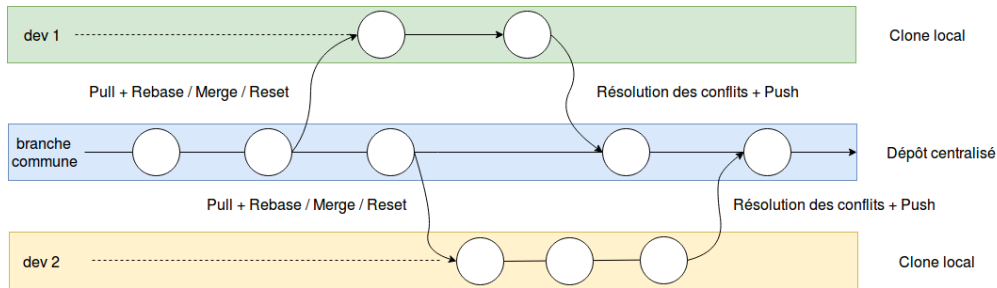 dev 1
Clone local
Pull + Rebase / Merge / Reset
Résolution des conflits + Push
branche
commune
Dépôt centralisé
Pull + Rebase / Merge / Reset
Résolution des conflits + Push
dev 2
Clone local